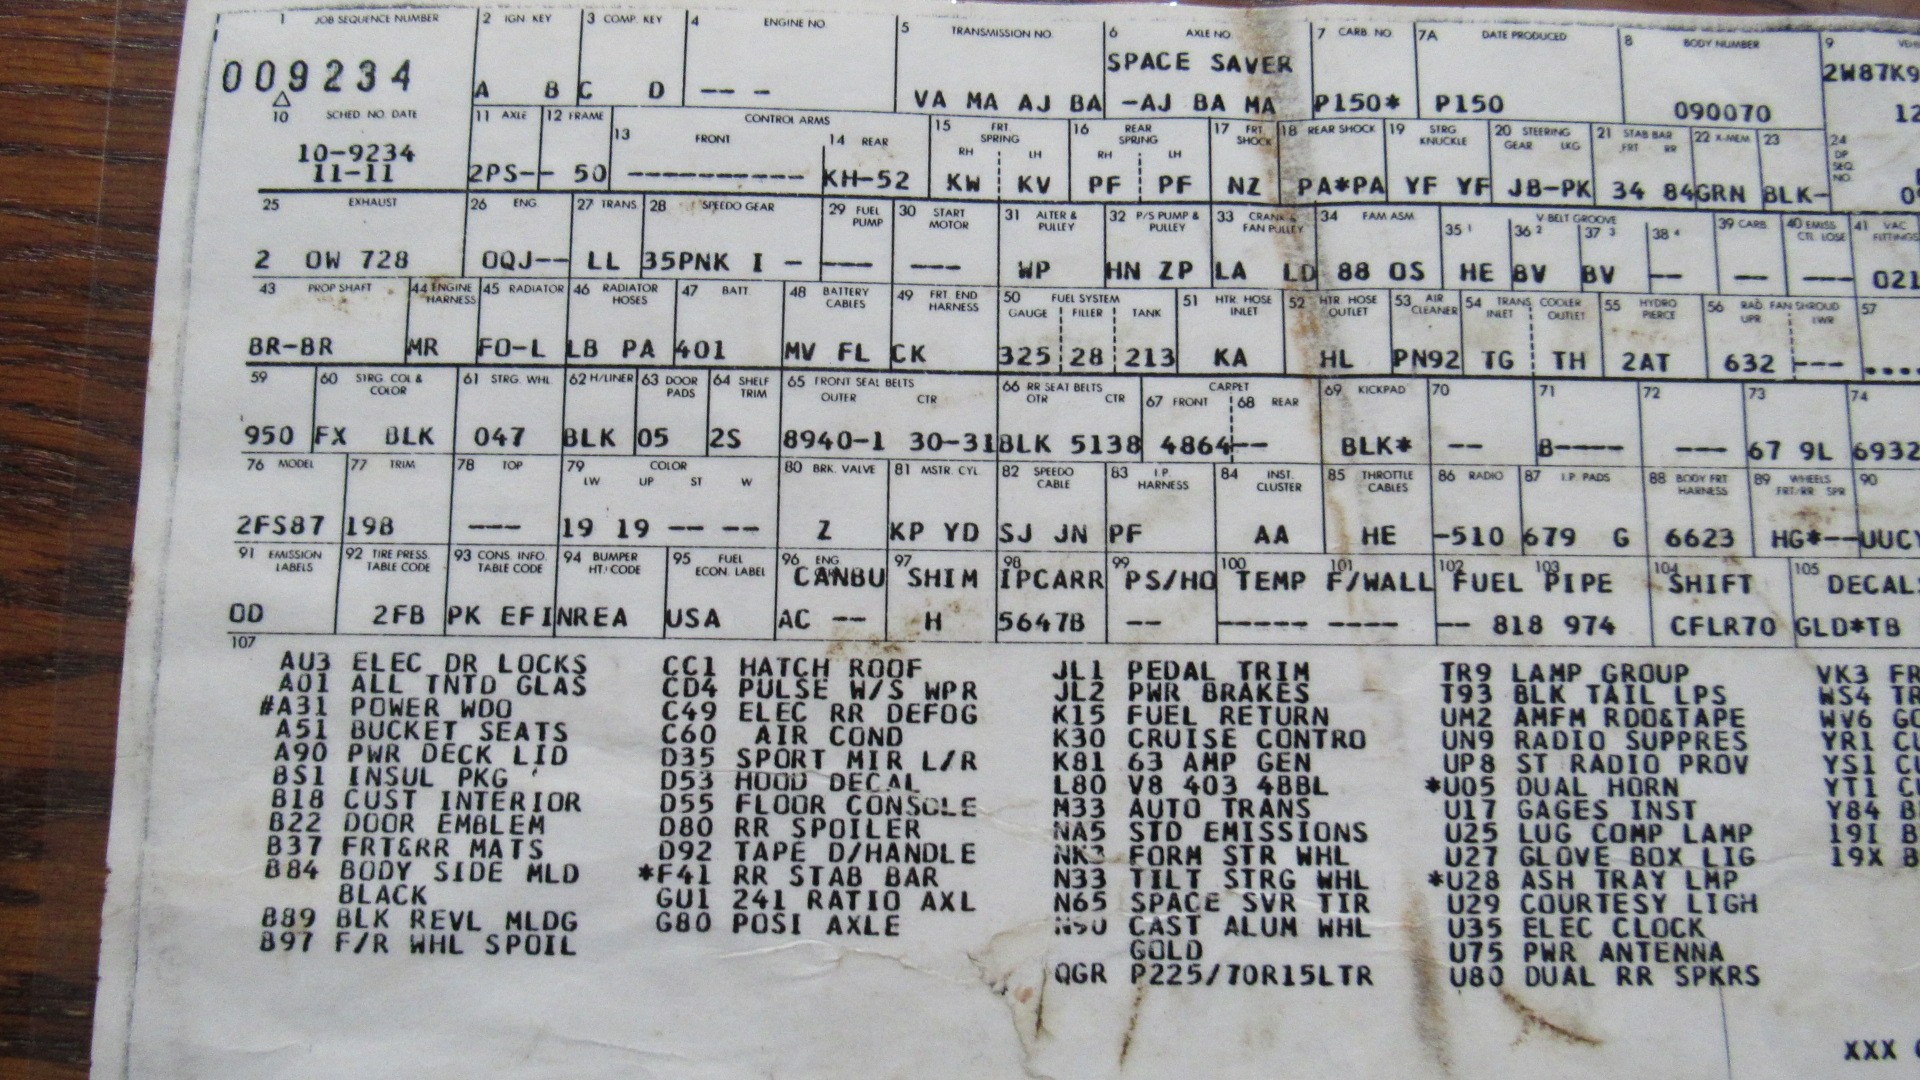 1 JOB SEQUENCE NUMBER 2 IGN KEY 3 COMP. KEY 4 ENGINE NO 5 TRANSMISSION NO. 6 AXLE NO. 7 CARB. NO 7A DATE PRODUCED 8 BODY NUMBER 9
SPACE SAVER
009234 A B C D -- - VA MA AJ BA -AJ BA MA P150* P150 090070 2W87K9
10 SCHED NO. DATE 11 AXLE 12 FRAME CONTROL ARMS 13 FRONT 14 REAR 15 FRT SPRING RH LH 16 REAR SPRING RH LH 17 FRT SHOCK 18 REAR SHOCK 19 STRG KNUCKLE 20 STEERING GEAR LKG 21 STAB BAR FRT RR 22 X-MEM 23 24 DP SEQ. NO.
10-9234
11-11 2PS-- 50 ----------- KH-52 KW KV PF PF NZ PA*PA YF YF JB-PK 34 84GRN BLK-
25 EXHAUST 26 ENG 27 TRANS 28 SPEEDO GEAR 29 FUEL PUMP 30 START MOTOR 31 ALTER & PULLEY 32 P/S PUMP & PULLEY 33 CRANK & FAN PULLEY 34 FAM ASM V-BELT GROOVE 35 1 36 2 37 3 38 4 39 CARB 40 EMISS CTL LOSE 41 VAC FITTINGS
2 OW 728 OQJ-- LL 35PNK I - --- --- WP HN ZP LA LD 88 OS HE BV BV -- -- --- 021
43 PROP SHAFT 44 ENGINE HARNESS 45 RADIATOR 46 RADIATOR HOSES 47 BATT 48 BATTERY CABLES 49 FRT. END HARNESS 50 FUEL SYSTEM GAUGE FILLER TANK 51 HTR. HOSE INLET 52 HTR. HOSE OUTLET 53 AIR CLEANER 54 TRANS COOLER INLET OUTLET 55 HYDRO PIERCE 56 RAD. FAN SHROUD UPR LWR 57
BR-BR MR FO-L LB PA 401 MV FL CK 325 28 213 KA HL PN92 TG TH 2AT 632 --- ....
59 60 STRG. COL & COLOR 61 STRG. WHL 62 H/LINER 63 DOOR PADS 64 SHELF TRIM 65 FRONT SEAL BELTS OUTER CTR 66 RR SEAT BELTS OTR CTR CARPET 67 FRONT 68 REAR 69 KICKPAD 70 71 72 73 74
950 FX BLK 047 BLK 05 2S 8940-1 30-31BLK 5138 4864-- BLK* -- B---- --- 67 9L 6932
76 MODEL 77 TRIM 78 TOP 79 COLOR LW UP ST W 80 BRK. VALVE 81 MSTR. CYL 82 SPEEDO CABLE 83 I.P. HARNESS 84 INST. CLUSTER 85 THROTTLE CABLES 86 RADIO 87 I.P. PADS 88 BODY FRT HARNESS 89 WHEELS FRT/RR SPR 90
2FS87 19B --- 19 19 -- -- Z KP YD SJ JN PF AA HE -510 679 G 6623 HG*--UUCY
91 EMISSION LABELS 92 TIRE PRESS. TABLE CODE 93 CONS. INFO. TABLE CODE 94 BUMPER HT. CODE 95 FUEL ECON. LABEL 96 ENG. 97 98 99 100 101 102 103 104 105
CANBU SHIM IPCARR PS/HO TEMP F/WALL FUEL PIPE SHIFT DECALS
OD 2FB PK EFINREA USA AC -- H 5647B -- ----- ---- -- 818 974 CFLR70 GLD*TB
107
AU3 ELEC DR LOCKS
A01 ALL TNTD GLAS
#A31 POWER WDO
A51 BUCKET SEATS
A90 PWR DECK LID
BS1 INSUL PKG
B18 CUST INTERIOR
B22 DOOR EMBLEM
B37 FRT&RR MATS
B84 BODY SIDE MLD
BLACK
B89 BLK REVL MLDG
B97 F/R WHL SPOIL
CC1 HATCH ROOF
CD4 PULSE W/S WPR
C49 ELEC RR DEFOG
C60 AIR COND
D35 SPORT MIR L/R
D53 HOOD DECAL
D55 FLOOR CONSOLE
D80 RR SPOILER
D92 TAPE D/HANDLE
*F41 RR STAB BAR
GU1 241 RATIO AXL
G80 POSI AXLE
JL1 PEDAL TRIM
JL2 PWR BRAKES
K15 FUEL RETURN
K30 CRUISE CONTRO
K81 63 AMP GEN
L80 V8 403 4BBL
M33 AUTO TRANS
NA5 STD EMISSIONS
NK3 FORM STR WHL
N33 TILT STRG WHL
N65 SPACE SVR TIR
N90 CAST ALUM WHL
GOLD
QGR P225/70R15LTR
TR9 LAMP GROUP
T93 BLK TAIL LPS
UM2 AMFM RDO&TAPE
UN9 RADIO SUPPRES
UP8 ST RADIO PROV
*U05 DUAL HORN
U17 GAGES INST
U25 LUG COMP LAMP
U27 GLOVE BOX LIG
*U28 ASH TRAY LMP
U29 COURTESY LIGH
U35 ELEC CLOCK
U75 PWR ANTENNA
U80 DUAL RR SPKRS
VK3 FR
WS4 TR
WV6 GO
YR1 CU
YS1 CU
YT1 CU
Y84 B
19I B
19X B
XXX